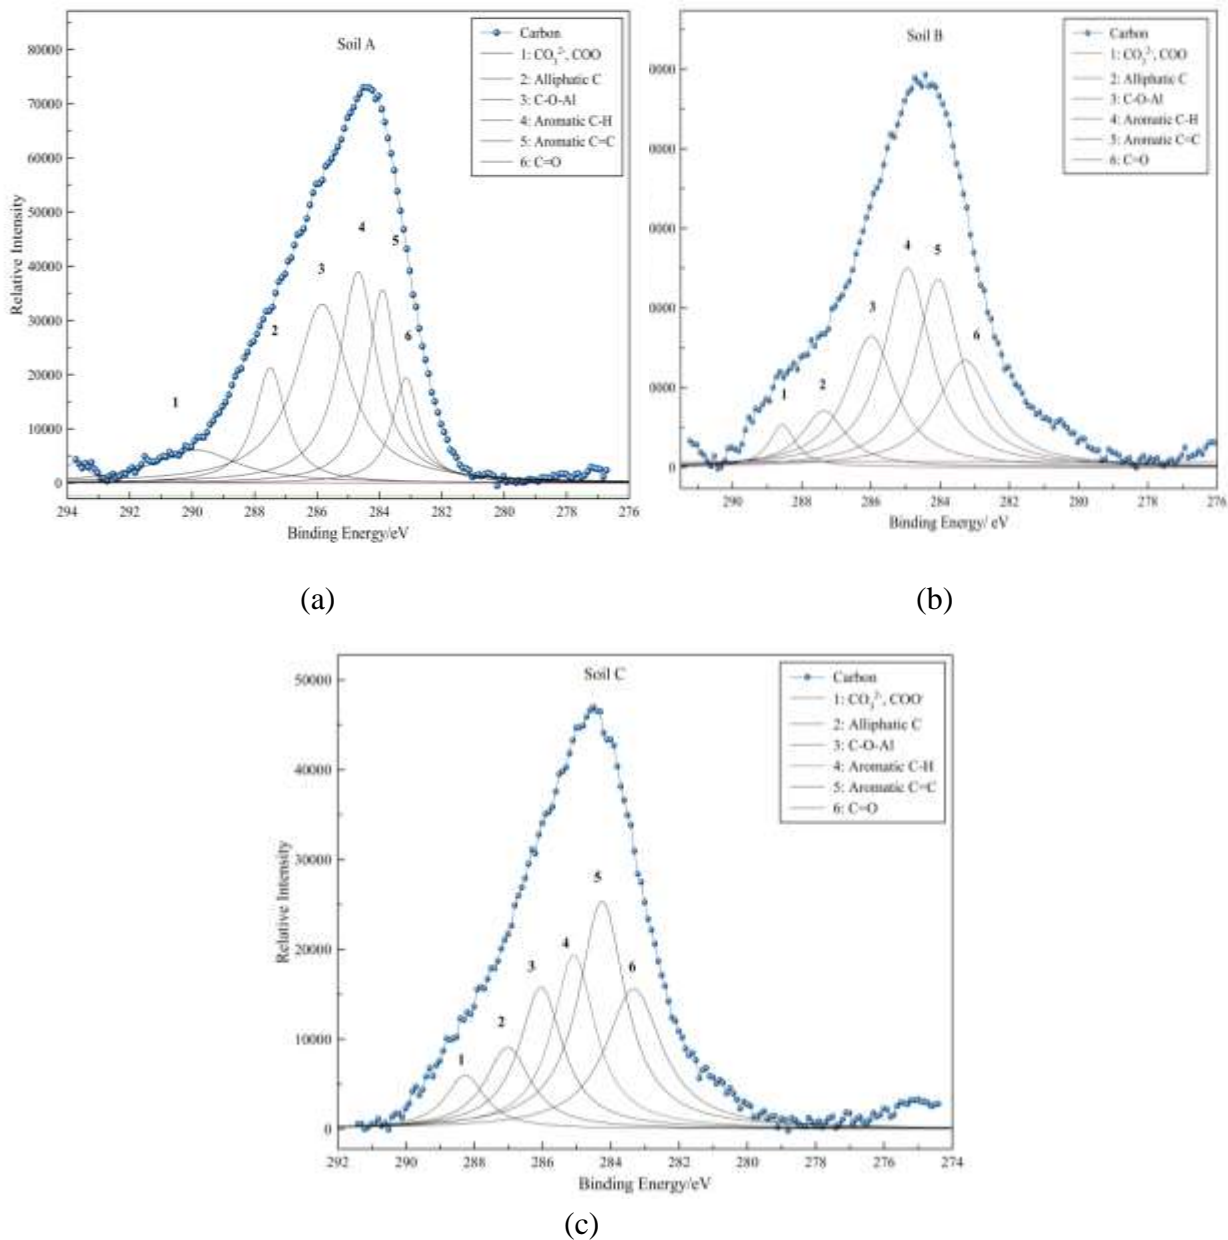 Soil A
Carbon
1: CO₃²⁻, COO
2: Alliphatic C
3: C-O-Al
4: Aromatic C-H
5: Aromatic C=C
6: C=O
80000
70000
60000
50000
40000
30000
20000
10000
0
Relative Intensity
1
2
3
4
5
6
294
292
290
288
286
284
282
280
278
276
Binding Energy/eV
(a)
Soil B
Carbon
1: CO₃²⁻, COO
2: Alliphatic C
3: C-O-Al
4: Aromatic C-H
5: Aromatic C=C
6: C=O
0000
0000
0000
0000
0000
0
1
2
3
4
5
6
290
288
286
284
282
280
278
276
Binding Energy/ eV
(b)
Soil C
Carbon
1: CO₃²⁻, COO⁻
2: Alliphatic C
3: C-O-Al
4: Aromatic C-H
5: Aromatic C=C
6: C=O
50000
40000
30000
20000
10000
0
Relative Intensity
1
2
3
4
5
6
292
290
288
286
284
282
280
278
276
274
Binding Energy/eV
(c)